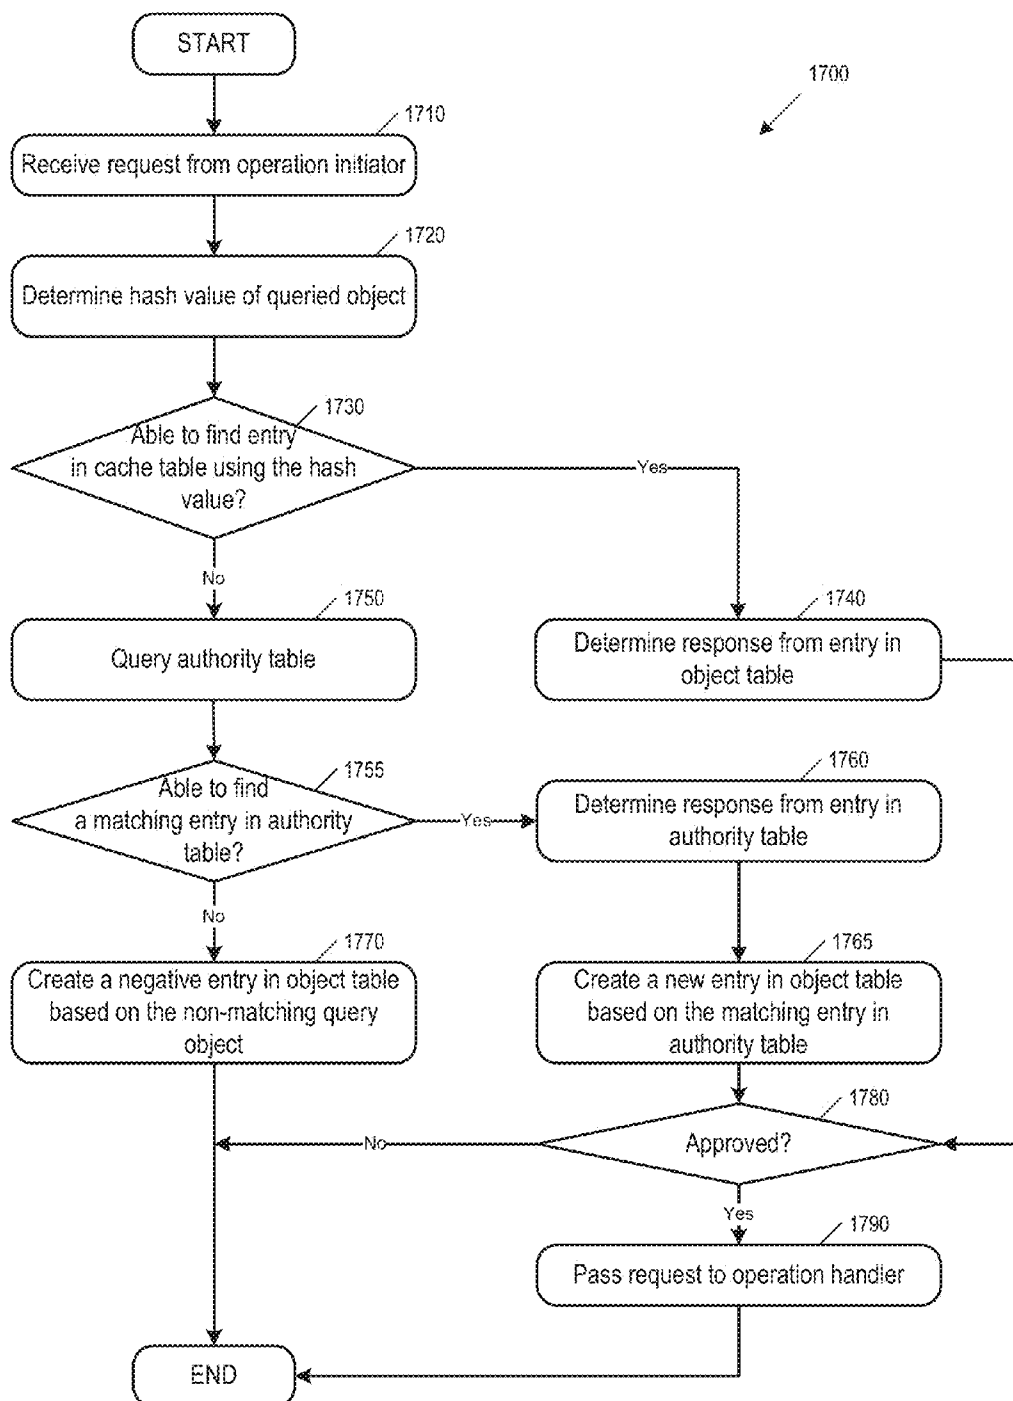 START
1700
1710
Receive request from operation initiator
1720
Determine hash value of queried object
1730
Able to find entry
in cache table using the hash
value?
Yes
No
1750
Query authority table
1740
Determine response from entry in
object table
1755
Able to find
a matching entry in authority
table?
Yes
1760
Determine response from entry in
authority table
No
1770
Create a negative entry in object table
based on the non-matching query
object
1765
Create a new entry in object table
based on the matching entry in
authority table
1780
Approved?
No
Yes
1790
Pass request to operation handler
END